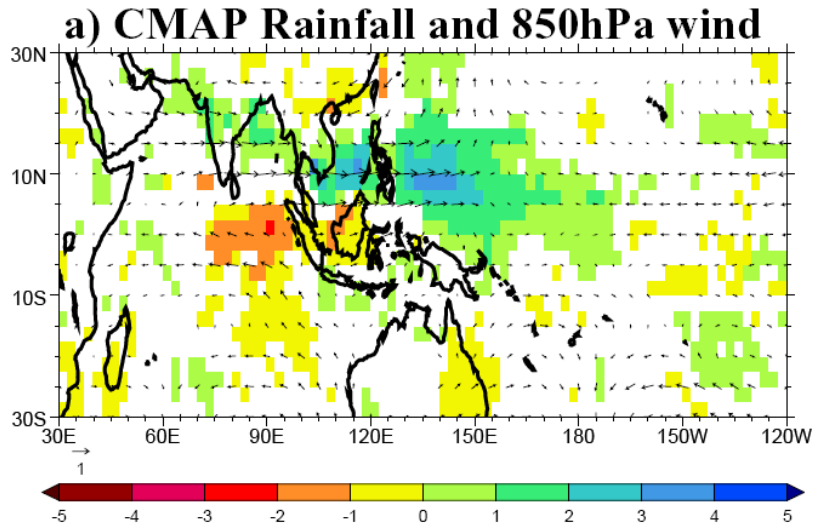 a) CMAP Rainfall and 850hPa wind
30N
10N
10S
30S
30E 60E 90E 120E 150E 180 150W 120W
1
-5 -4 -3 -2 -1 0 1 2 3 4 5